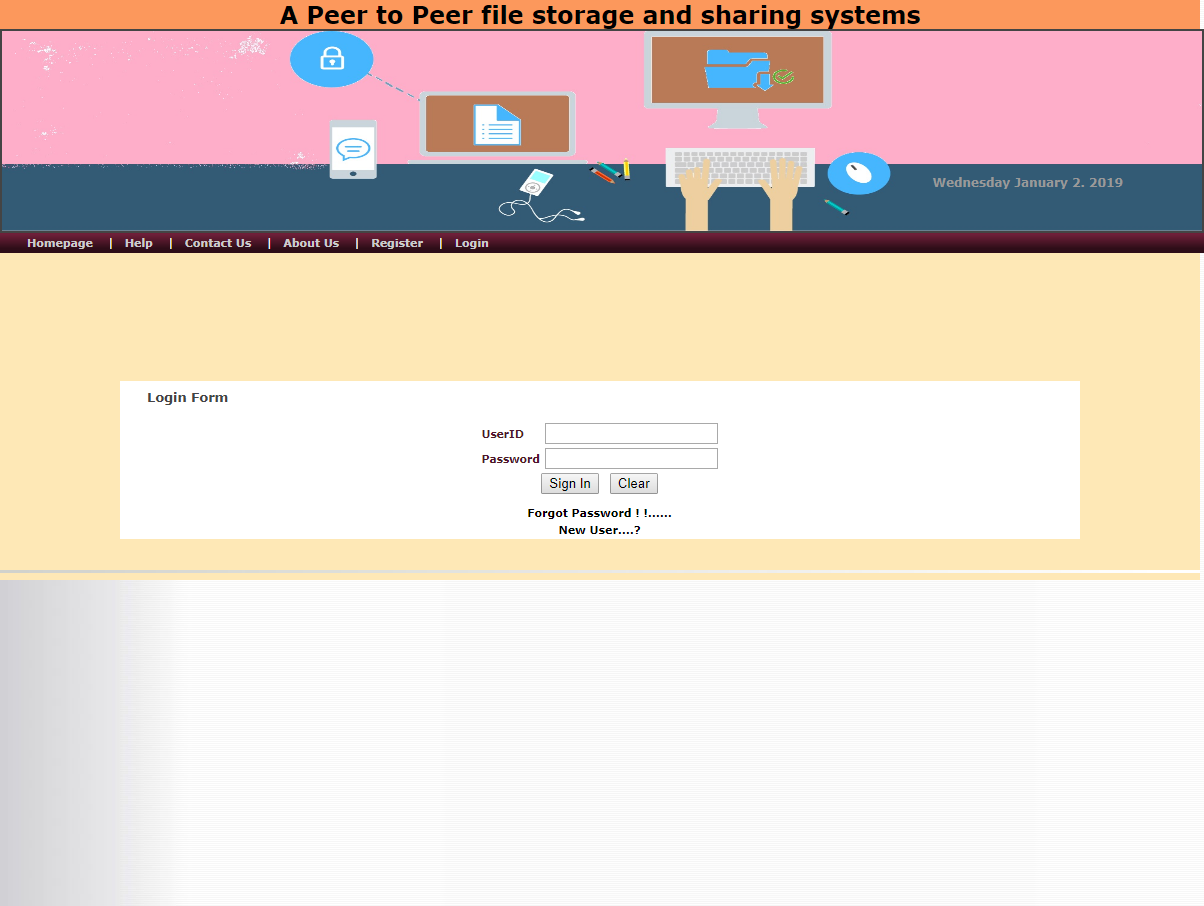 A Peer to Peer file storage and sharing systems
Wednesday January 2. 2019
Homepage | Help | Contact Us | About Us | Register | Login
Login Form
UserID
Password
Sign In Clear
Forgot Password ! !......
New User....?